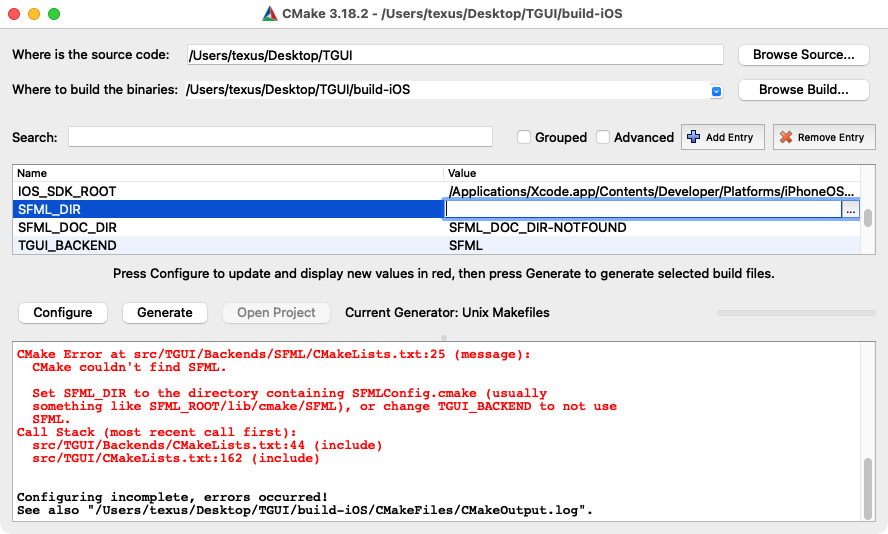 CMake 3.18.2 - /Users/texus/Desktop/TGUI/build-iOS
Where is the source code: /Users/texus/Desktop/TGUI Browse Source...
Where to build the binaries: /Users/texus/Desktop/TGUI/build-iOS Browse Build...
Search: Grouped Advanced Add Entry Remove Entry
Name Value
IOS_SDK_ROOT /Applications/Xcode.app/Contents/Developer/Platforms/iPhoneOS...
SFML_DIR ...
SFML_DOC_DIR SFML_DOC_DIR-NOTFOUND
TGUI_BACKEND SFML
Press Configure to update and display new values in red, then press Generate to generate selected build files.
Configure Generate Open Project Current Generator: Unix Makefiles
CMake Error at src/TGUI/Backends/SFML/CMakeLists.txt:25 (message):
CMake couldn't find SFML.
Set SFML_DIR to the directory containing SFMLConfig.cmake (usually
something like SFML_ROOT/lib/cmake/SFML), or change TGUI_BACKEND to not use
SFML.
Call Stack (most recent call first):
src/TGUI/Backends/CMakeLists.txt:44 (include)
src/TGUI/CMakeLists.txt:162 (include)
Configuring incomplete, errors occurred!
See also "/Users/texus/Desktop/TGUI/build-iOS/CMakeFiles/CMakeOutput.log".